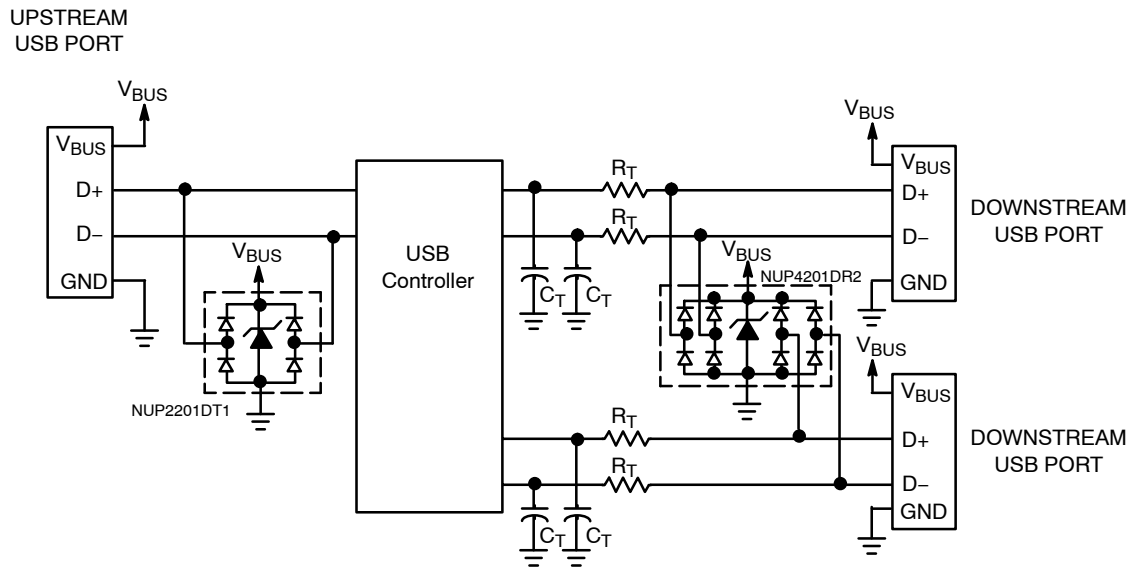 UPSTREAM
USB PORT
VBUS
VBUS
D+
D−
GND
VBUS
NUP2201DT1
USB
Controller
RT
RT
CT
CT
VBUS
NUP4201DR2
VBUS
VBUS
D+
D−
GND
DOWNSTREAM
USB PORT
RT
RT
CT
CT
VBUS
VBUS
D+
D−
GND
DOWNSTREAM
USB PORT